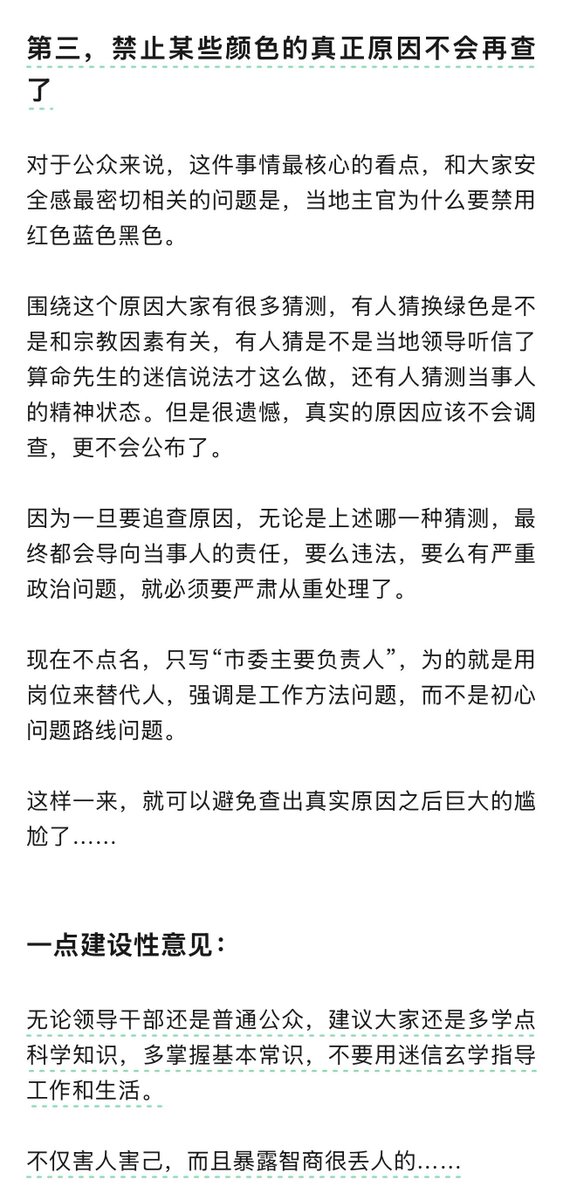 第三，禁止某些颜色的真正原因不会再查
了
对于公众来说，这件事情最核心的看点，和大家安
全感最密切相关的问题是，当地主官为什么要禁用
红色蓝色黑色。
围绕这个原因大家有很多猜测，有人猜换绿色是不
是和宗教因素有关，有人猜是不是当地领导听信了
算命先生的迷信说法才这么做，还有人猜测当事人
的精神状态。但是很遗憾，真实的原因应该不会调
查，更不会公布了。
因为一旦要追查原因，无论是上述哪一种猜测，最
终都会导向当事人的责任，要么违法，要么有严重
政治问题，就必须要严肃从重处理了。
现在不点名，只写“市委主要负责人”，为的就是用
岗位来替代人，强调是工作方法问题，而不是初心
问题路线问题。
这样一来，就可以避免查出真实原因之后巨大的尴
尬了……
一点建设性意见：
无论领导干部还是普通公众，建议大家还是多学点
科学知识，多掌握基本常识，不要用迷信玄学指导
工作和生活。
不仅害人害己，而且暴露智商很丢人的……